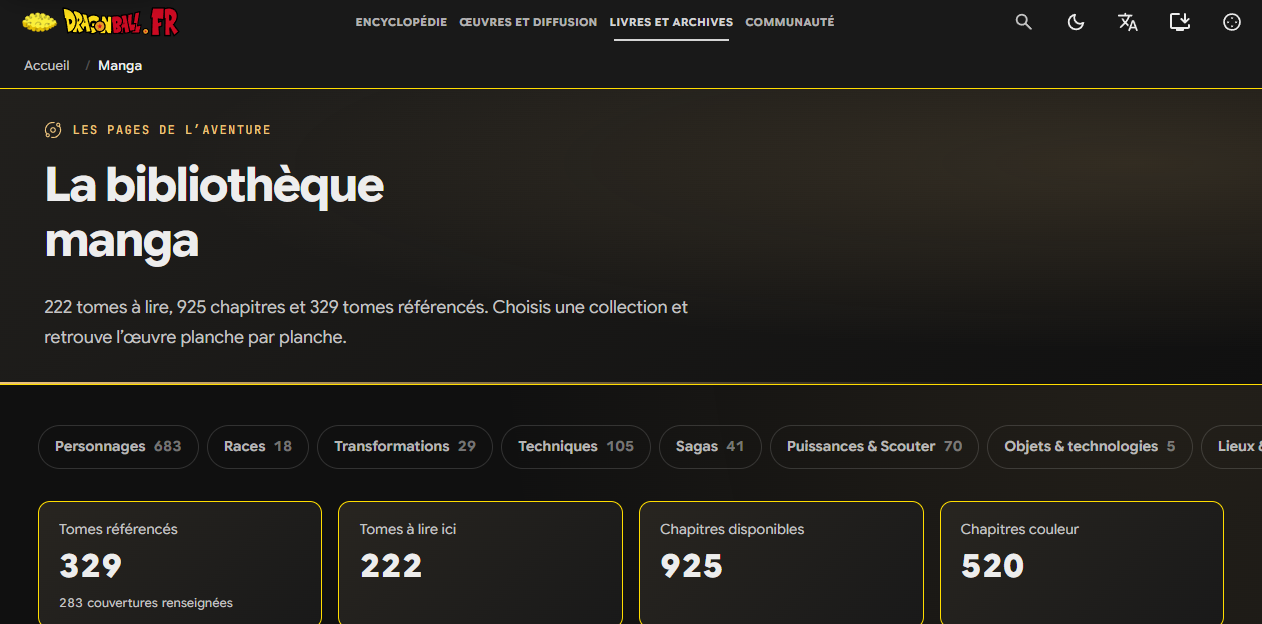 DRAGONBALL.FR
ENCYCLOPÉDIE ŒUVRES ET DIFFUSION LIVRES ET ARCHIVES COMMUNAUTÉ
Accueil / Manga
LES PAGES DE L’AVENTURE
La bibliothèque
manga
222 tomes à lire, 925 chapitres et 329 tomes référencés. Choisis une collection et
retrouve l’œuvre planche par planche.
Personnages 683 Races 18 Transformations 29 Techniques 105 Sagas 41 Puissances & Scouter 70 Objets & technologies 5 Lieux &
Tomes référencés Tomes à lire ici Chapitres disponibles Chapitres couleur
329 222 925 520
283 couvertures renseignées